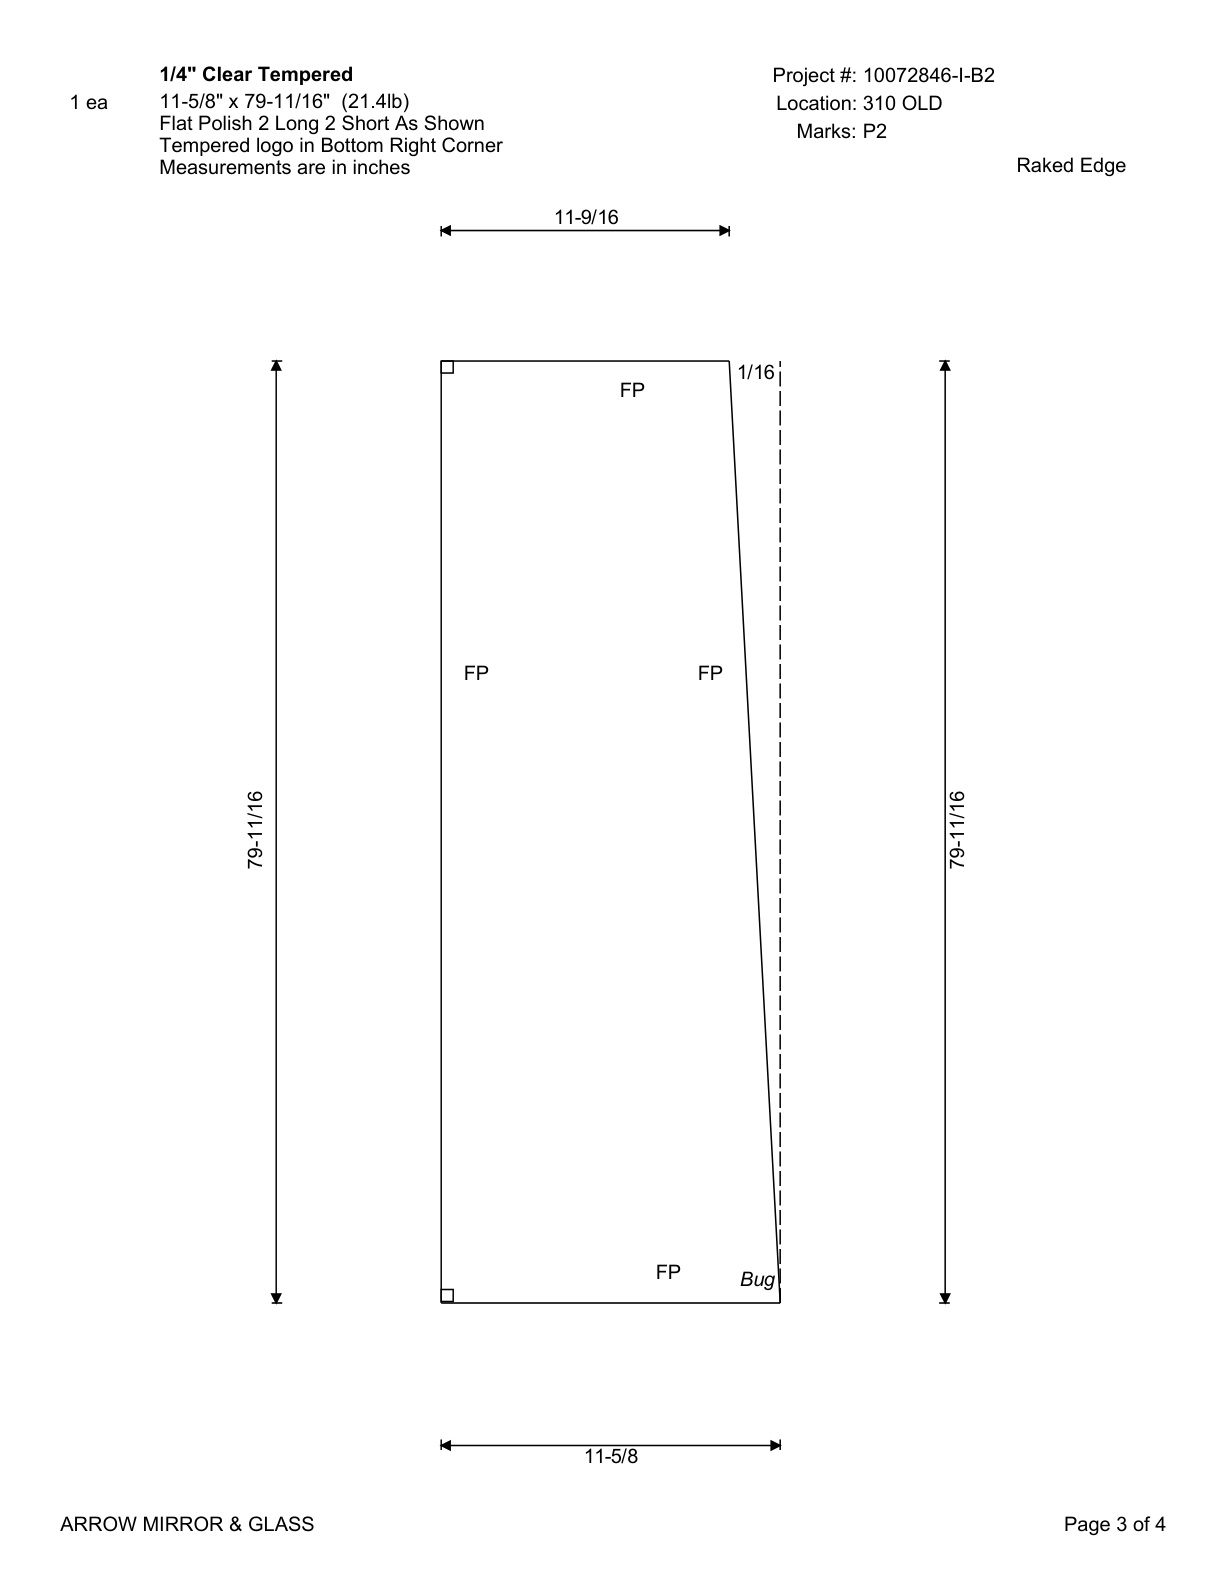 1/4" Clear Tempered
1 ea
11-5/8" x 79-11/16"  (21.4lb)
Flat Polish 2 Long 2 Short As Shown
Tempered logo in Bottom Right Corner
Measurements are in inches
Project #: 10072846-I-B2
Location: 310 OLD
Marks: P2
Raked Edge
11-9/16
1/16
FP
FP
FP
79-11/16
79-11/16
FP
Bug
11-5/8
ARROW MIRROR & GLASS
Page 3 of 4